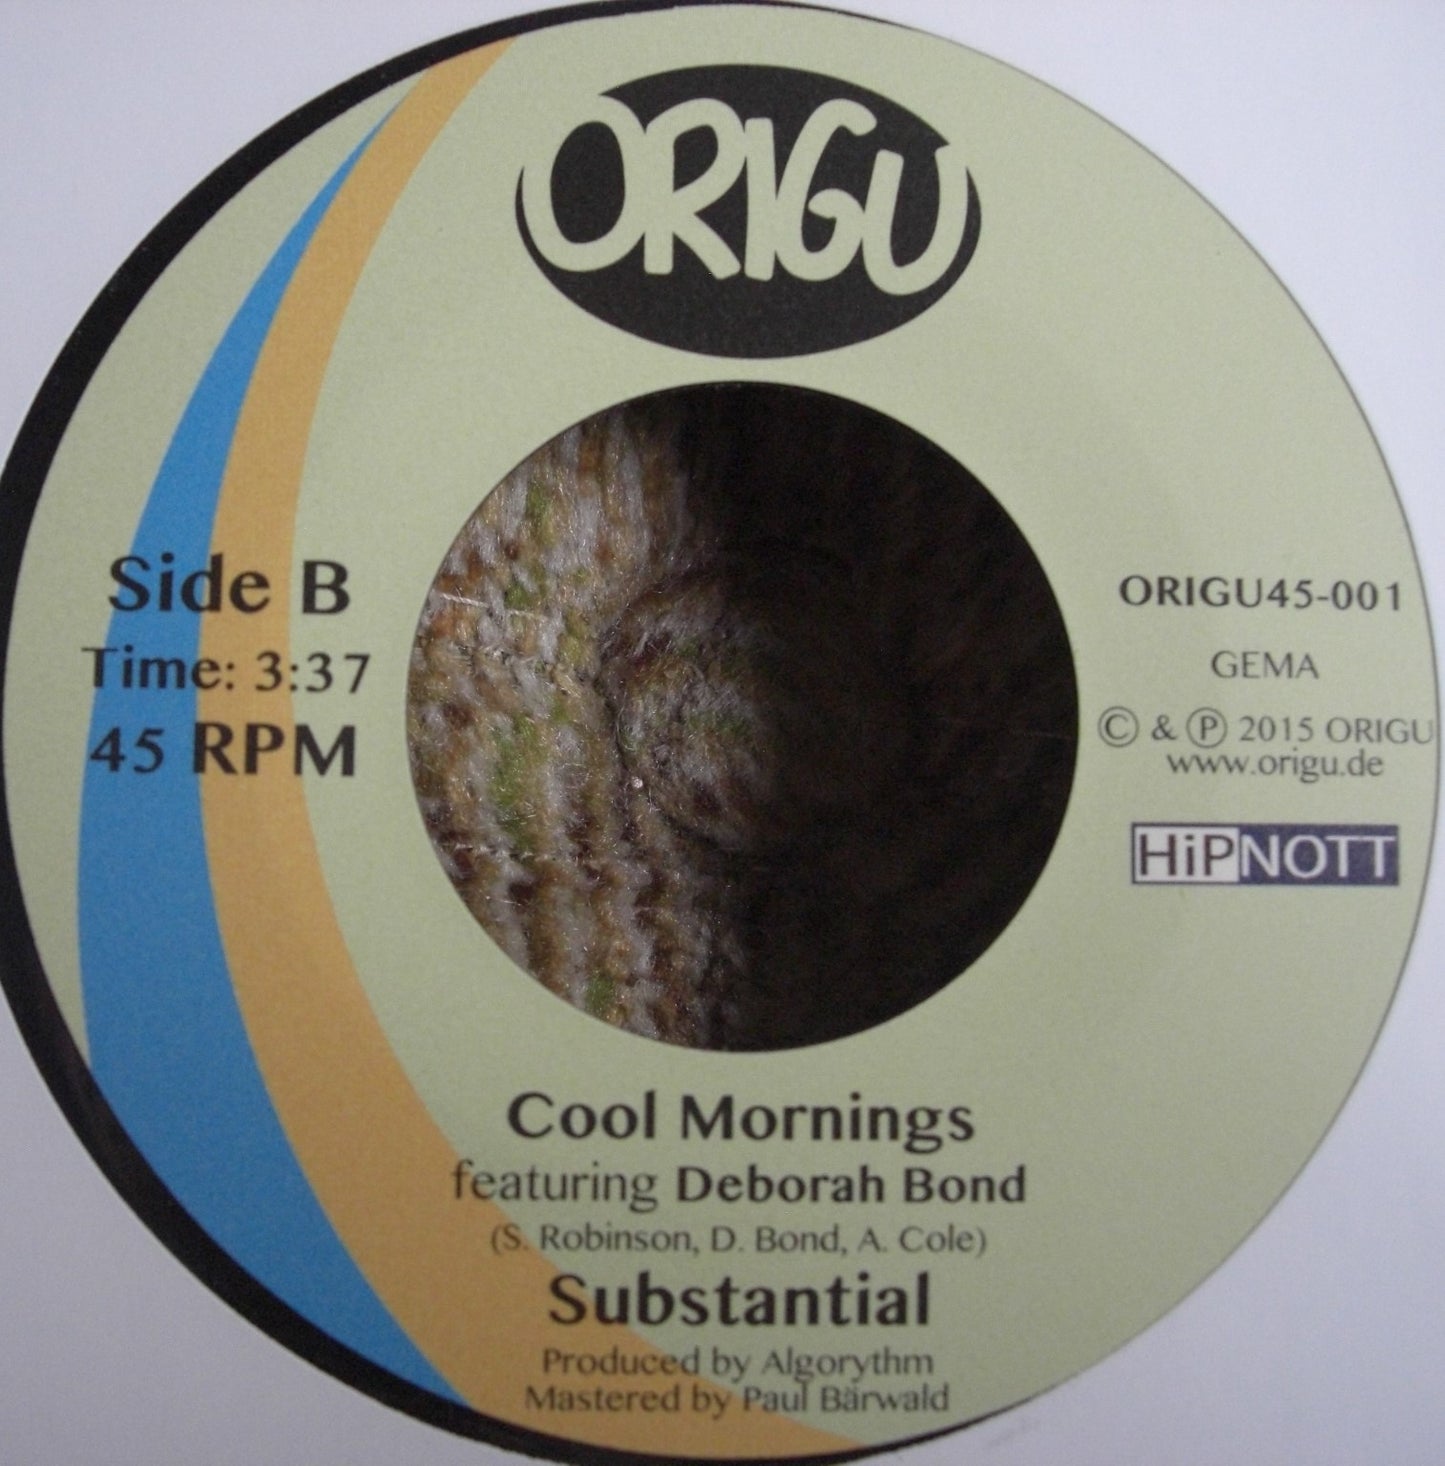 ORIGU
Side B
Time: 3:37
45 RPM
ORIGU45-001
GEMA
© & ℗ 2015 ORIGU
www.origu.de
HiPNOTT
Cool Mornings
featuring Deborah Bond
(S. Robinson, D. Bond, A. Cole)
Substantial
Produced by Algorythm
Mastered by Paul Bärwald